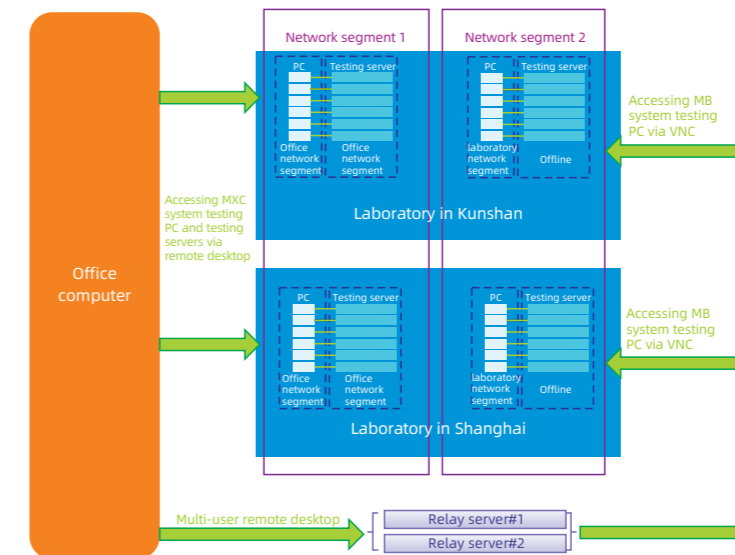 Network segment 1
Network segment 2
PC
Testing server
Office
network
segment
Office
network
segment
PC
Testing server
laboratory
network
segment
Offline
Laboratory in Kunshan
Accessing MB
system testing
PC via VNC
Accessing MXC
system testing
PC and testing
servers via
remote desktop
Office
computer
PC
Testing server
Office
network
segment
Office
network
segment
PC
Testing server
laboratory
network
segment
Offline
Laboratory in Shanghai
Accessing MB
system testing
PC via VNC
Multi-user remote desktop
Relay server#1
Relay server#2